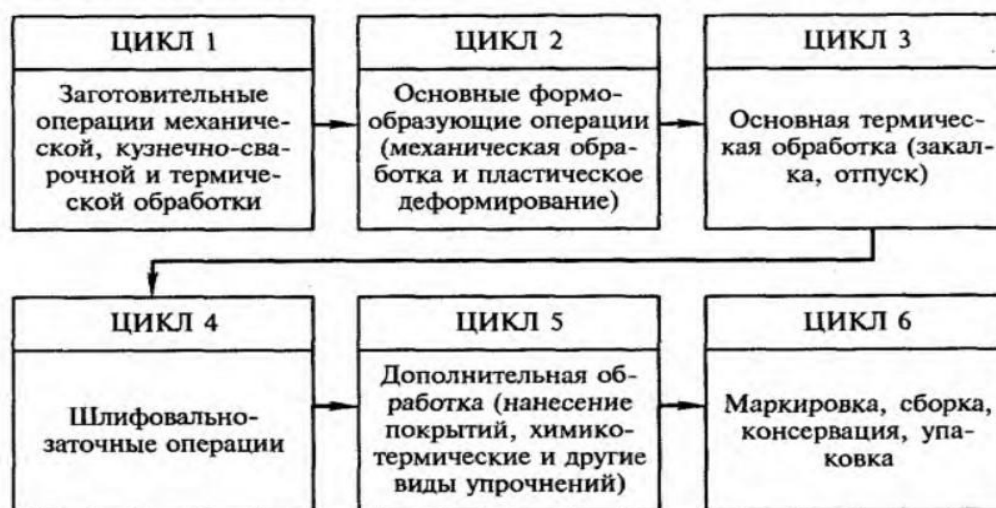 ЦИКЛ 1
Заготовительные
операции механиче-
ской, кузнечно-сва-
рочной и термиче-
ской обработки
ЦИКЛ 2
Основные формо-
образующие операции
(механическая обра-
ботка и пластическое
деформирование)
ЦИКЛ 3
Основная термичес-
кая обработка (закал-
ка, отпуск)
ЦИКЛ 4
Шлифовально-
заточные операции
ЦИКЛ 5
Дополнительная об-
работка (нанесение
покрытий, химико-
термические и другие
виды упрочнений)
ЦИКЛ 6
Маркировка, сборка,
консервация, упа-
ковка